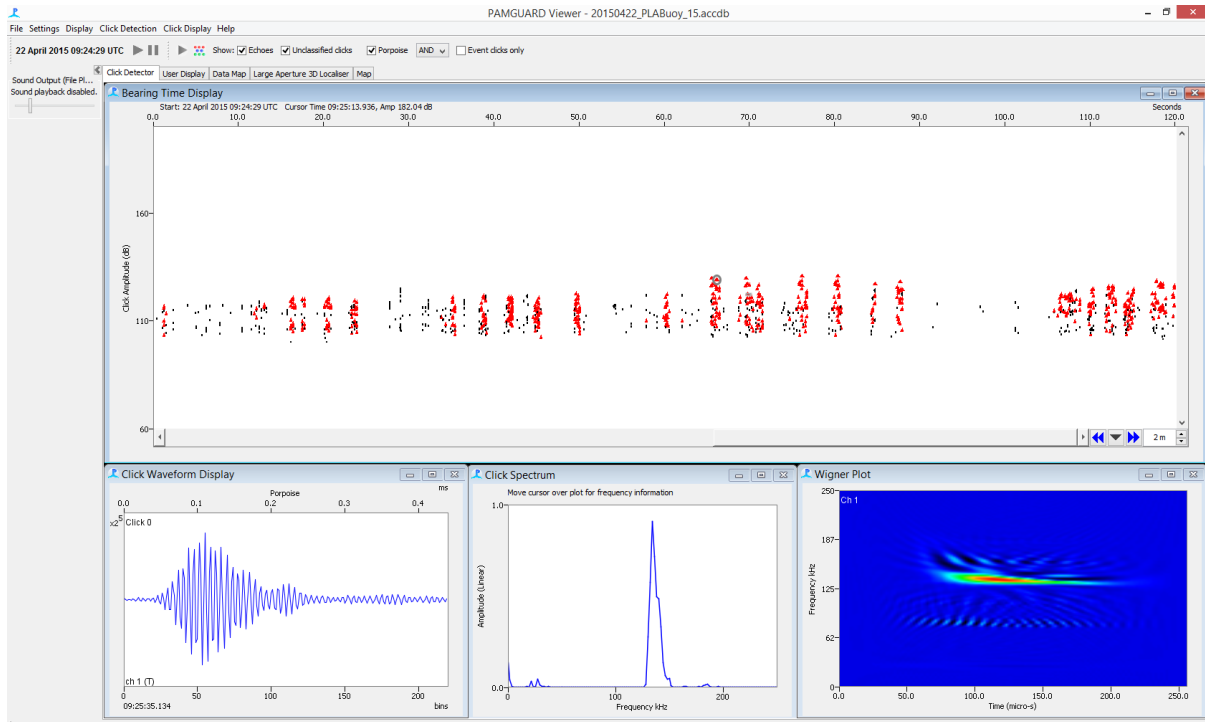 PAMGUARD Viewer - 20150422_PLABuoy_15.accdb
File Settings Display Click Detection Click Display Help
22 April 2015 09:24:29 UTC Show: Echoes Unclassified clicks Porpoise AND Event clicks only
Sound Output (File Pl...
Sound playback disabled.
Click Detector User Display Data Map Large Aperture 3D Localiser Map
Bearing Time Display
Start: 22 April 2015 09:24:29 UTC Cursor Time 09:25:13.936, Amp 182.04 dB Seconds
0.0 10.0 20.0 30.0 40.0 50.0 60.0 70.0 80.0 90.0 100.0 110.0 120.0
Click Amplitude (dB)
160
110
60
2 m
Click Waveform Display
Porpoise ms
0.0 0.1 0.2 0.3 0.4
x2^5 Click 0
ch 1 (T)
0 50 100 150 200
09:25:35.134 bins
Click Spectrum
Move cursor over plot for frequency information
1.0
Amplitude (Linear)
0.0
0 100 200
Frequency kHz
Wigner Plot
250
Ch 1
187
125
62
0
Frequency kHz
0.0 50.0 100.0 150.0 200.0 250.0
Time (micro-s)